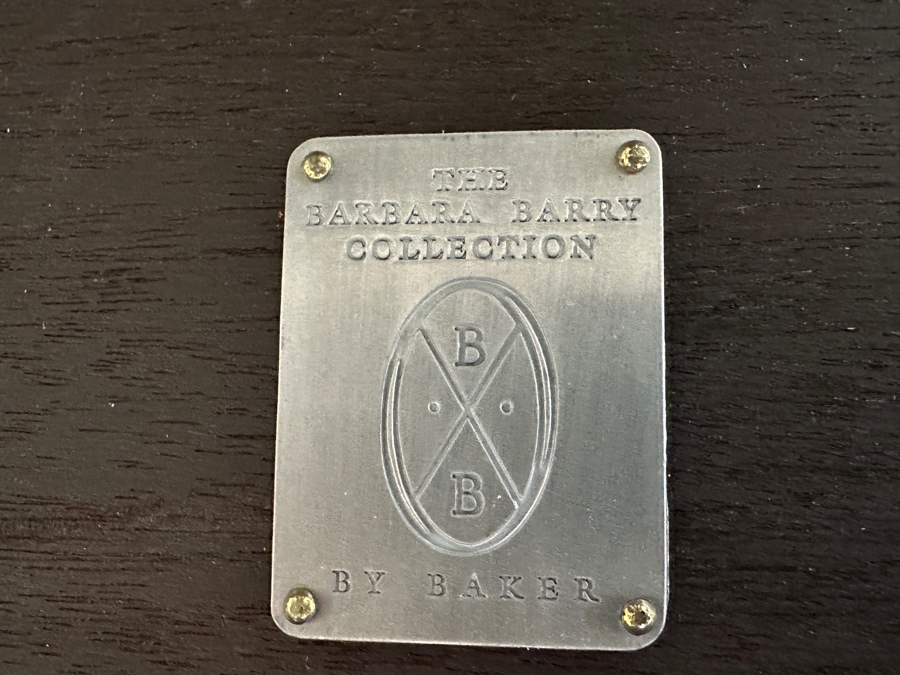 THE
BARBARA BARRY
COLLECTION
B
B
BY BAKER